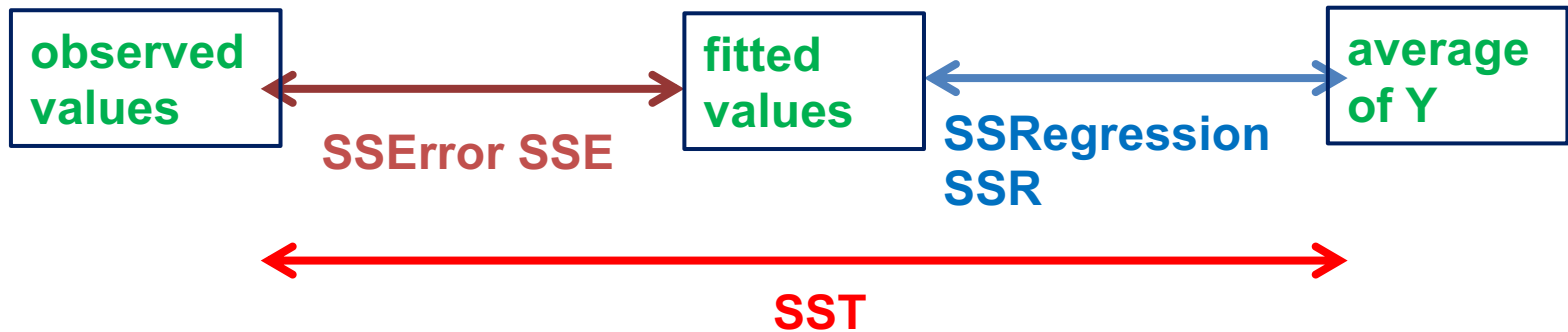 observed
values
fitted
values
average
of Y
SSError SSE
SSRegression
SSR
SST